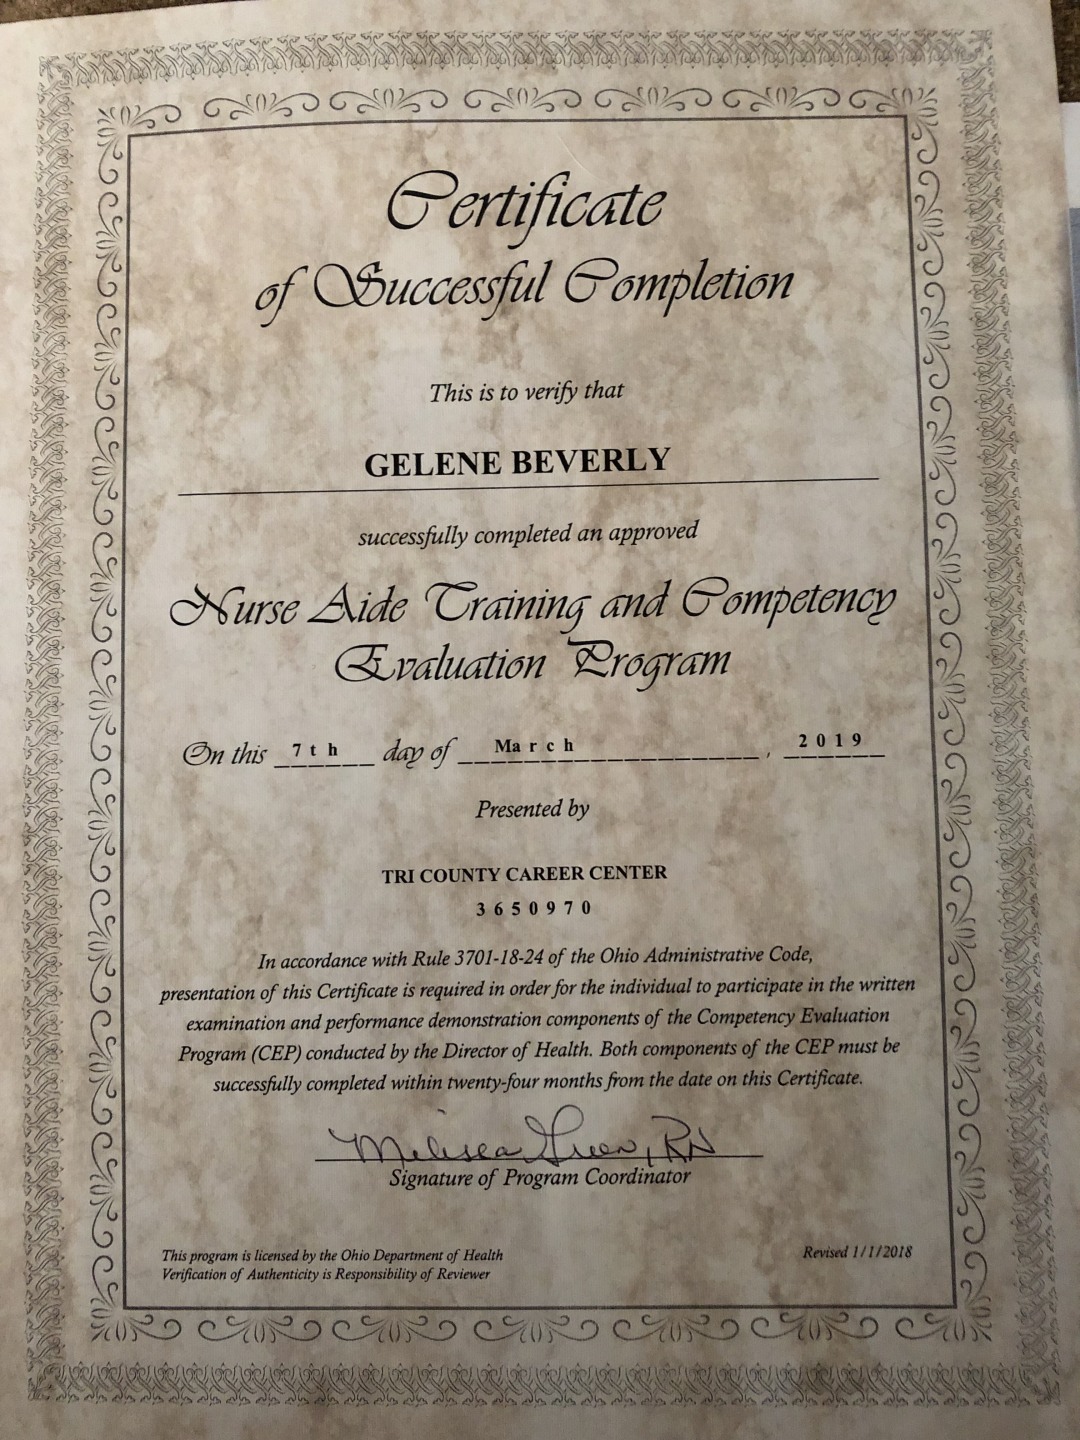 Certificate
of Successful Completion
This is to verify that
GELENE BEVERLY
successfully completed an approved
Nurse Aide Training and Competency
Evaluation Program
On this 7th day of March, 2019
Presented by
TRI COUNTY CAREER CENTER
3650970
In accordance with Rule 3701-18-24 of the Ohio Administrative Code,
presentation of this Certificate is required in order for the individual to participate in the written
examination and performance demonstration components of the Competency Evaluation
Program (CEP) conducted by the Director of Health. Both components of the CEP must be
successfully completed within twenty-four months from the date on this Certificate.
Melissa Green, RN
Signature of Program Coordinator
This program is licensed by the Ohio Department of Health
Verification of Authenticity is Responsibility of Reviewer
Revised 1/1/2018